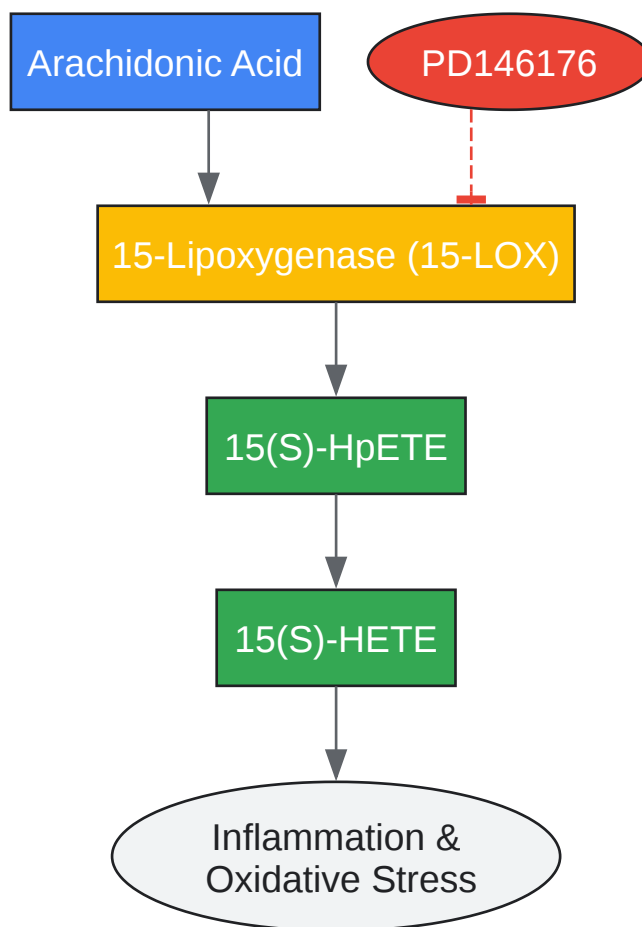 Arachidonic Acid
PD146176
15-Lipoxygenase (15-LOX)
15(S)-HpETE
15(S)-HETE
Inflammation &
Oxidative Stress